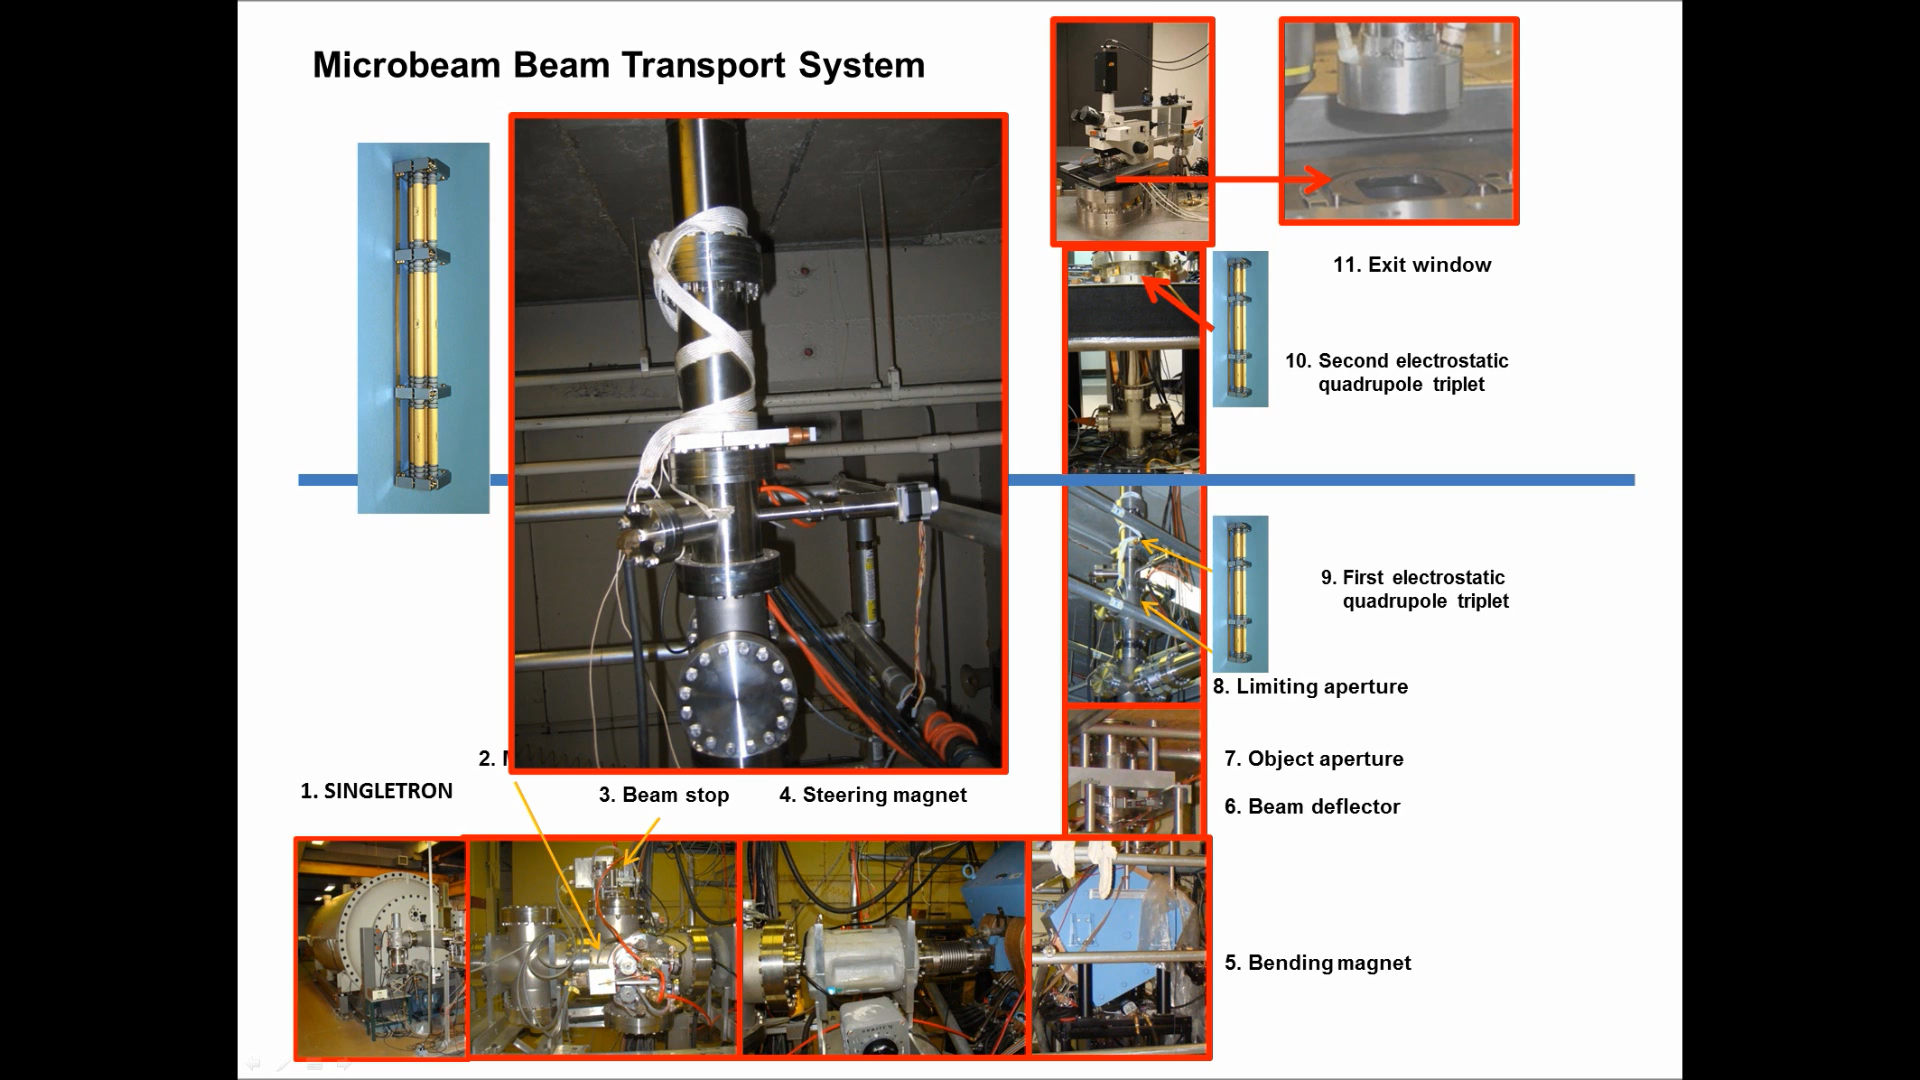 Microbeam Beam Transport System
11. Exit window
10. Second electrostatic
quadrupole triplet
9. First electrostatic
quadrupole triplet
8. Limiting aperture
7. Object aperture
6. Beam deflector
5. Bending magnet
2.
1. SINGLETRON
3. Beam stop
4. Steering magnet